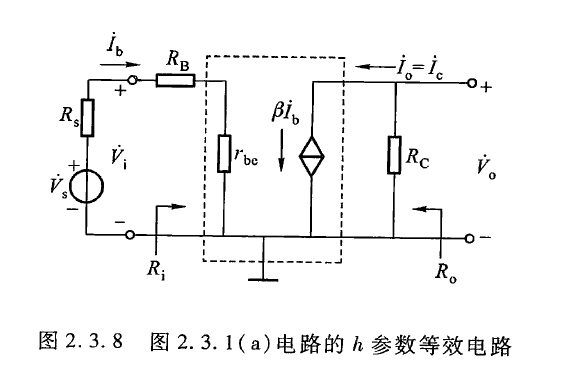 İb
RB
İo=İc
+
+
Rs
βİb
+
V̇i
rbe
RC
V̇o
V̇s
−
−
−
Ri
Ro
图 2.3.8 图 2.3.1(a)电路的 h 参数等效电路